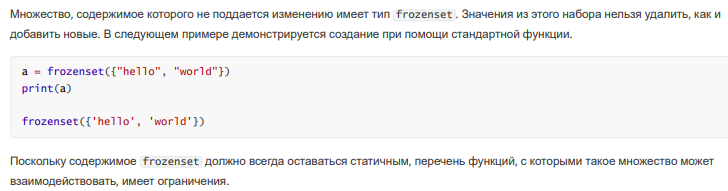 Множество, содержимое которого не поддается изменению имеет тип frozenset. Значения из этого набора нельзя удалить, как и
добавить новые. В следующем примере демонстрируется создание при помощи стандартной функции.
a = frozenset({"hello", "world"})
print(a)
frozenset({'hello', 'world'})
Поскольку содержимое frozenset должно всегда оставаться статичным, перечень функций, с которыми такое множество может
взаимодействовать, имеет ограничения.